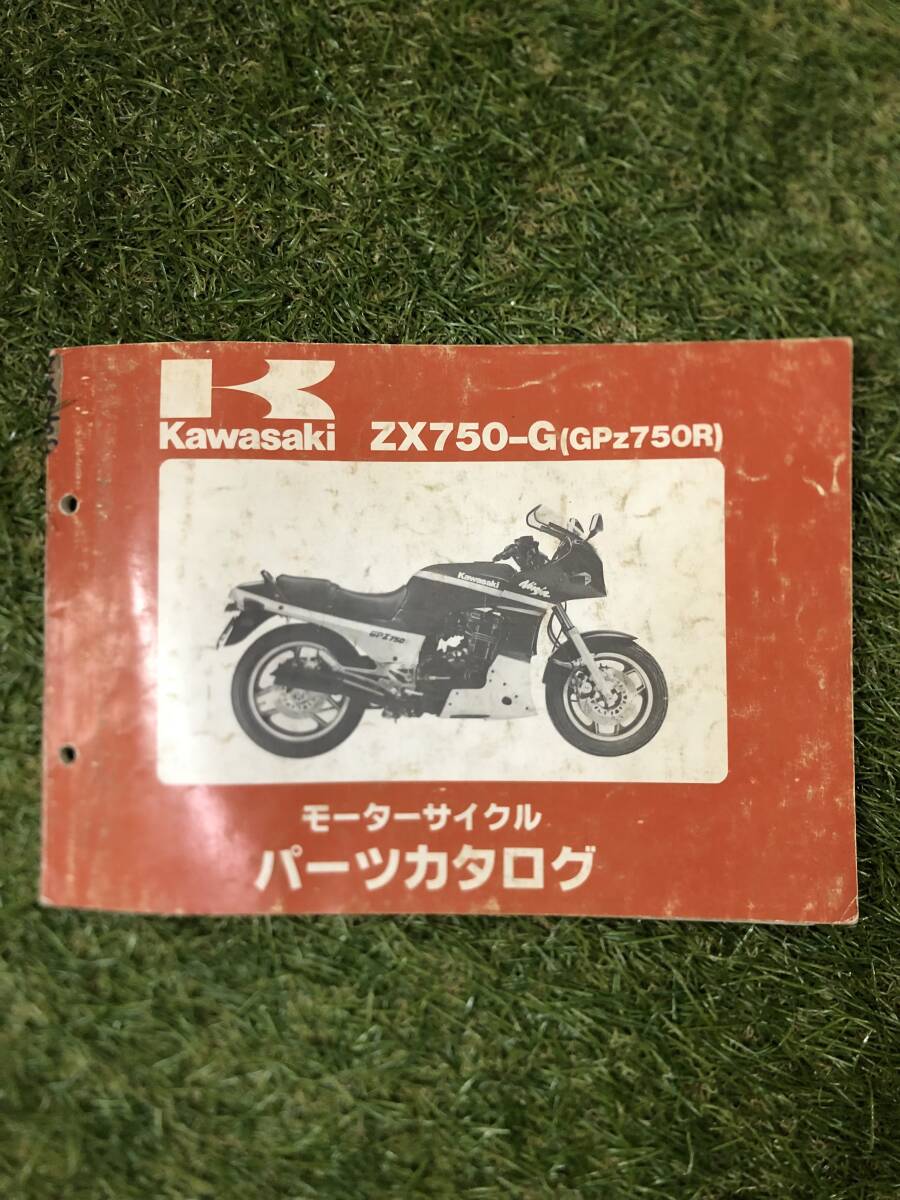 Kawasaki ZX750-G(GPz750R)
Kawasaki
Ninja
GPZ750
モーターサイクル
パーツカタログ